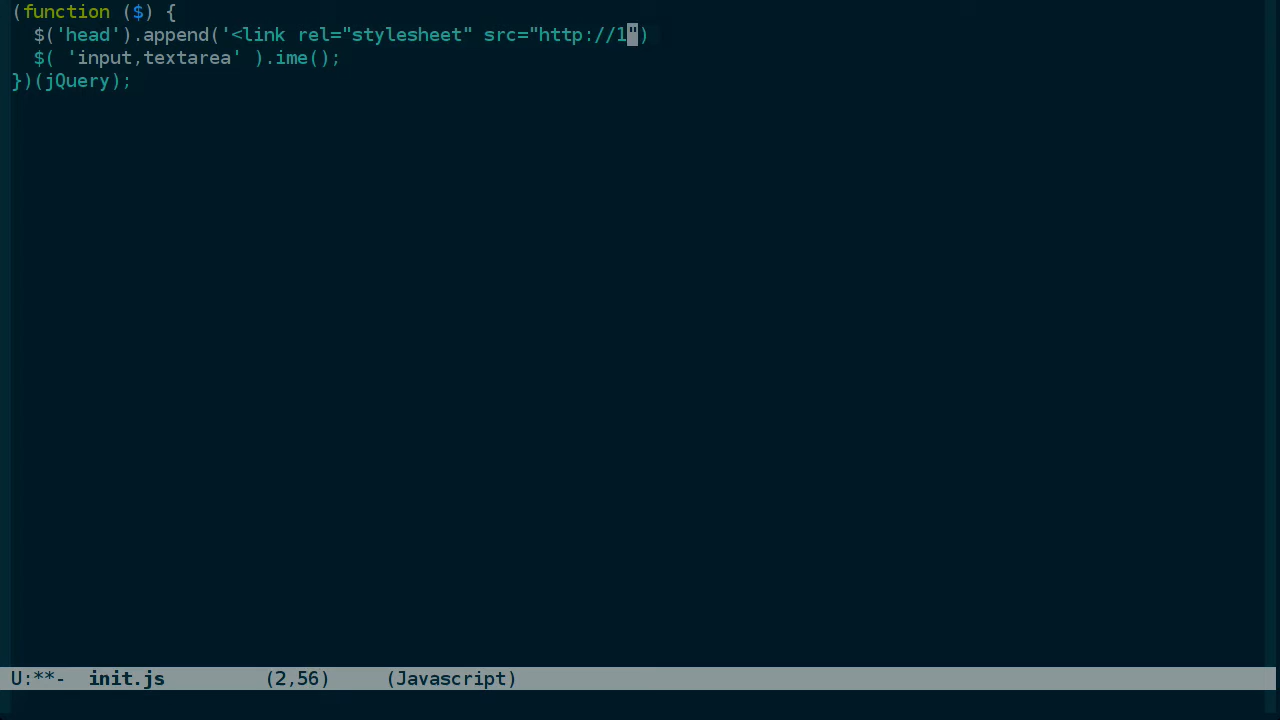 (function ($) {
  $('head').append('<link rel="stylesheet" src="http://1")
  $( 'input,textarea' ).ime();
})(jQuery);
U:**-  init.js         (2,56)     (Javascript)